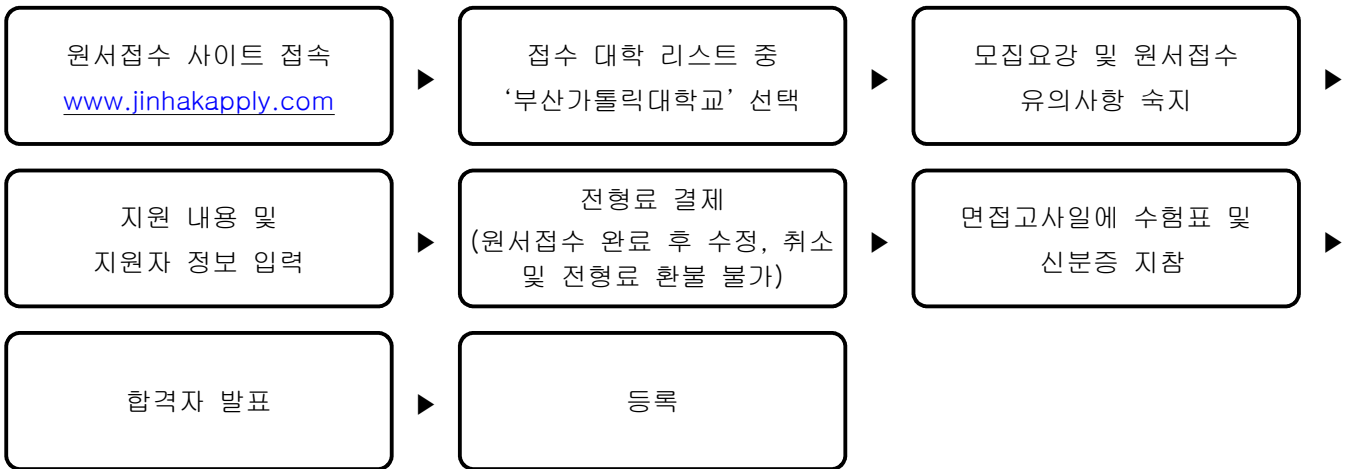 원서접수 사이트 접속
www.jinhakapply.com
▶
접수 대학 리스트 중
‘부산가톨릭대학교’ 선택
▶
모집요강 및 원서접수
유의사항 숙지
▶
지원 내용 및
지원자 정보 입력
▶
전형료 결제
(원서접수 완료 후 수정, 취소
및 전형료 환불 불가)
▶
면접고사일에 수험표 및
신분증 지참
▶
합격자 발표
▶
등록